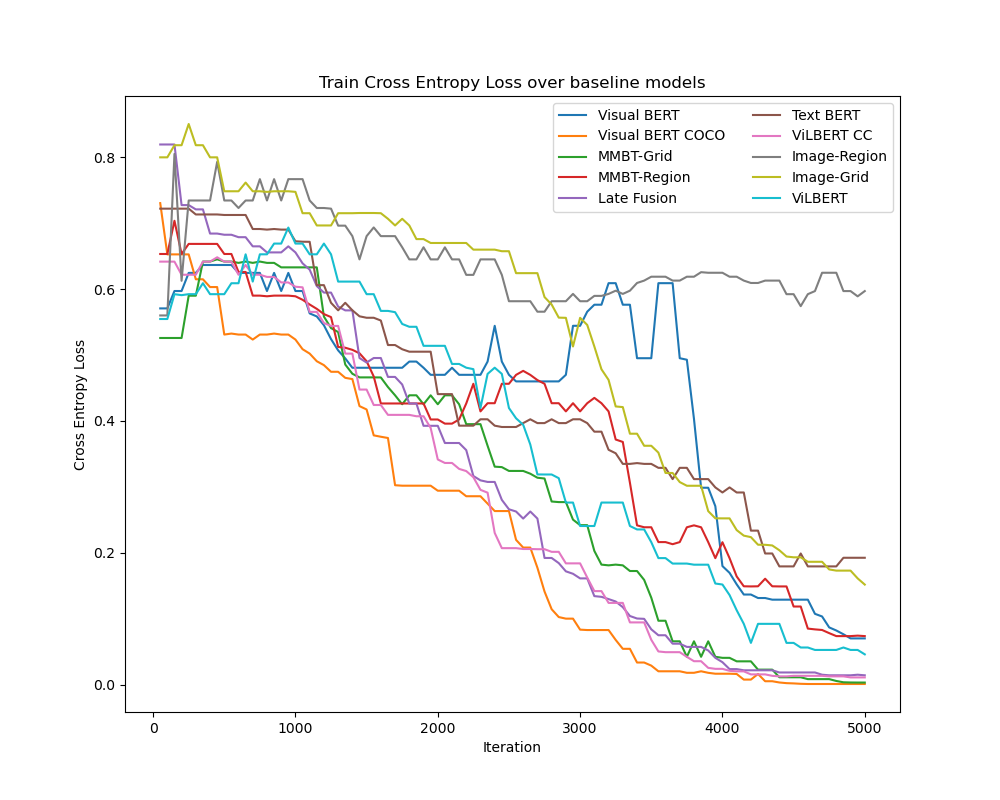 Train Cross Entropy Loss over baseline models
Visual BERT
Visual BERT COCO
MMBT-Grid
MMBT-Region
Late Fusion
Text BERT
ViLBERT CC
Image-Region
Image-Grid
ViLBERT
Cross Entropy Loss
0.8
0.6
0.4
0.2
0.0
0 1000 2000 3000 4000 5000
Iteration